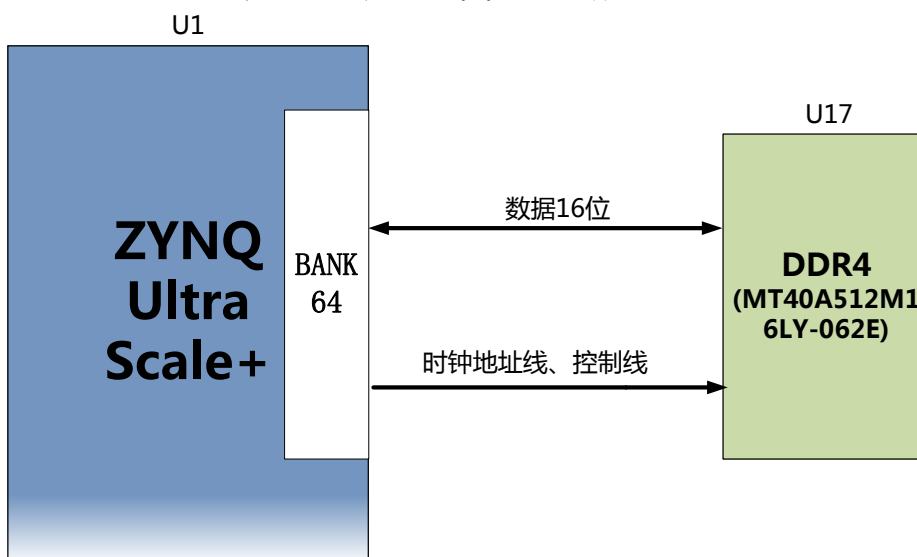 U1
U17
数据16位
ZYNQ
Ultra
Scale+
BANK
64
DDR4
(MT40A512M1
6LY-062E)
时钟地址线、控制线